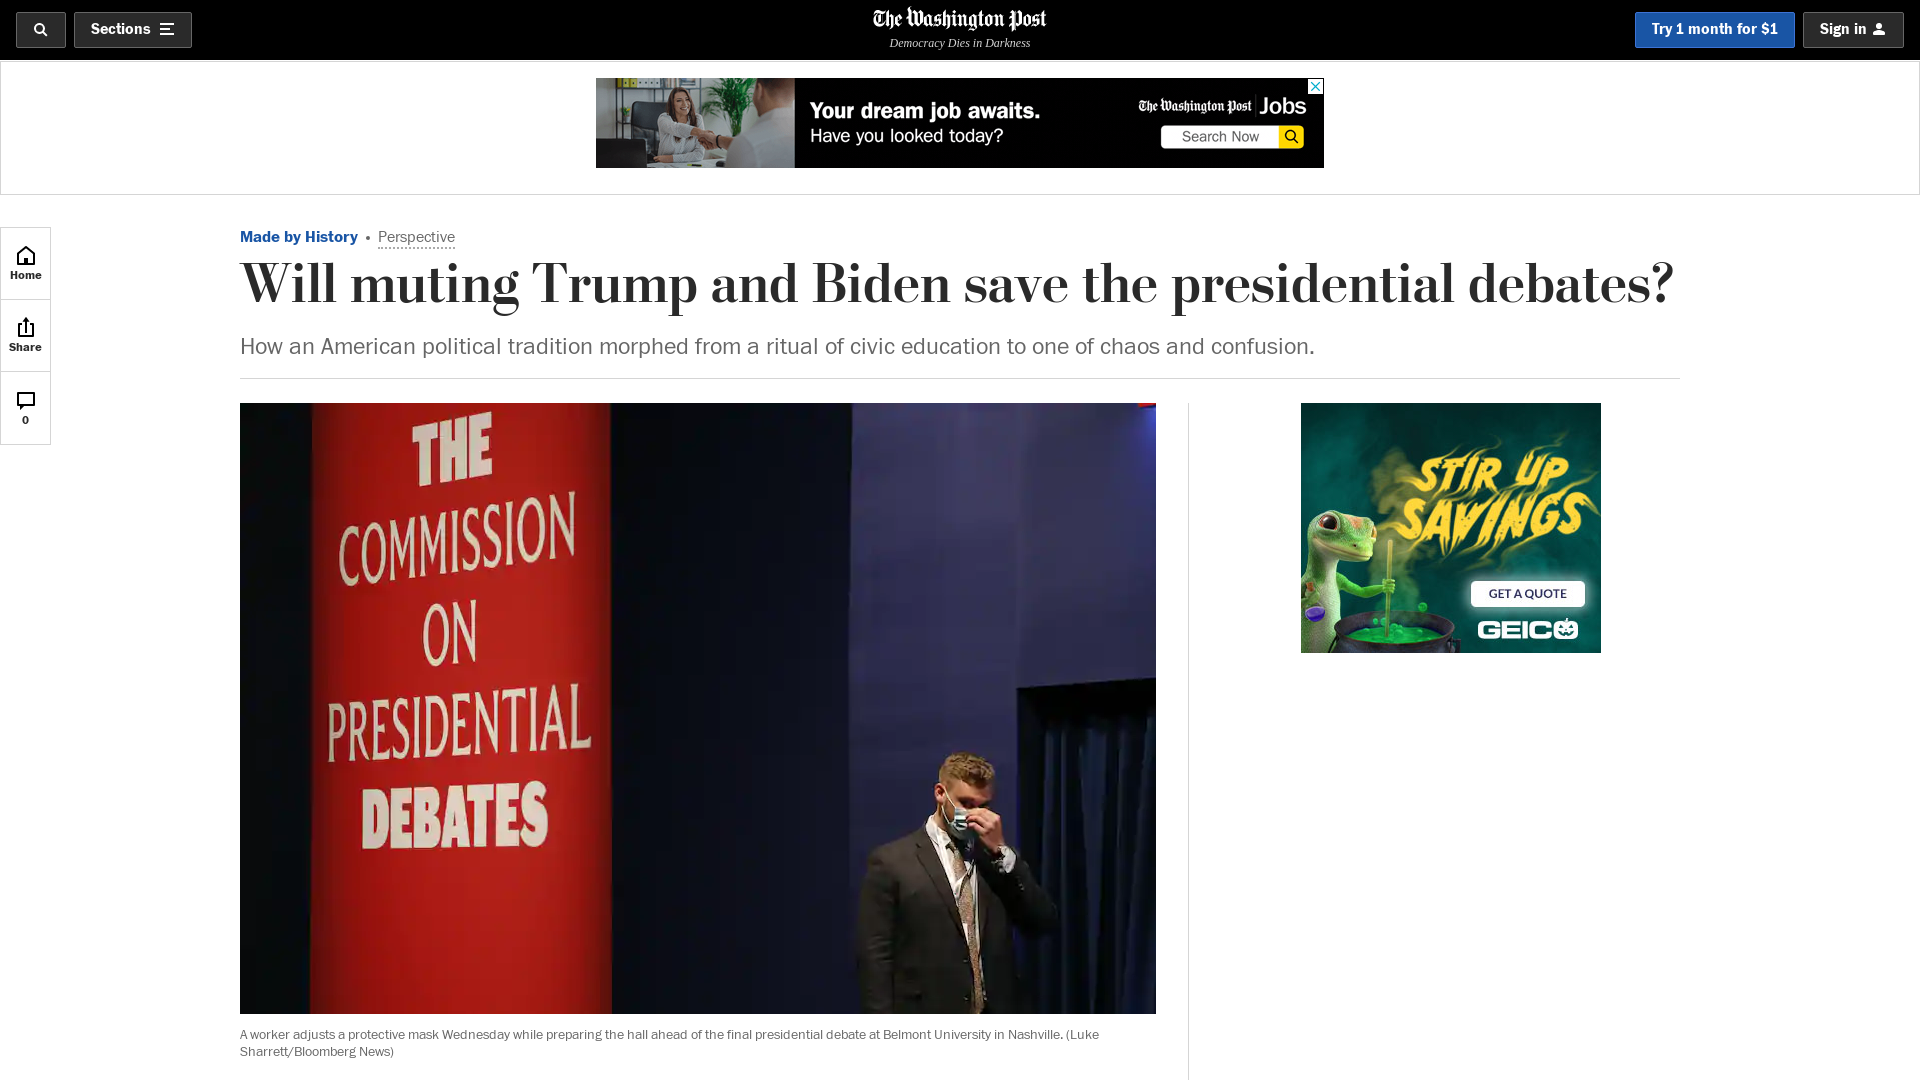 Sections
The Washington Post
Democracy Dies in Darkness
Try 1 month for $1
Sign in
Your dream job awaits.
Have you looked today?
The Washington Post Jobs
Search Now
Home
Share
0
Made by History • Perspective
Will muting Trump and Biden save the presidential debates?
How an American political tradition morphed from a ritual of civic education to one of chaos and confusion.
THE
COMMISSION
ON
PRESIDENTIAL
DEBATES
STIR UP
SAVINGS
GET A QUOTE
GEICO
A worker adjusts a protective mask Wednesday while preparing the hall ahead of the final presidential debate at Belmont University in Nashville. (Luke
Sharrett/Bloomberg News)